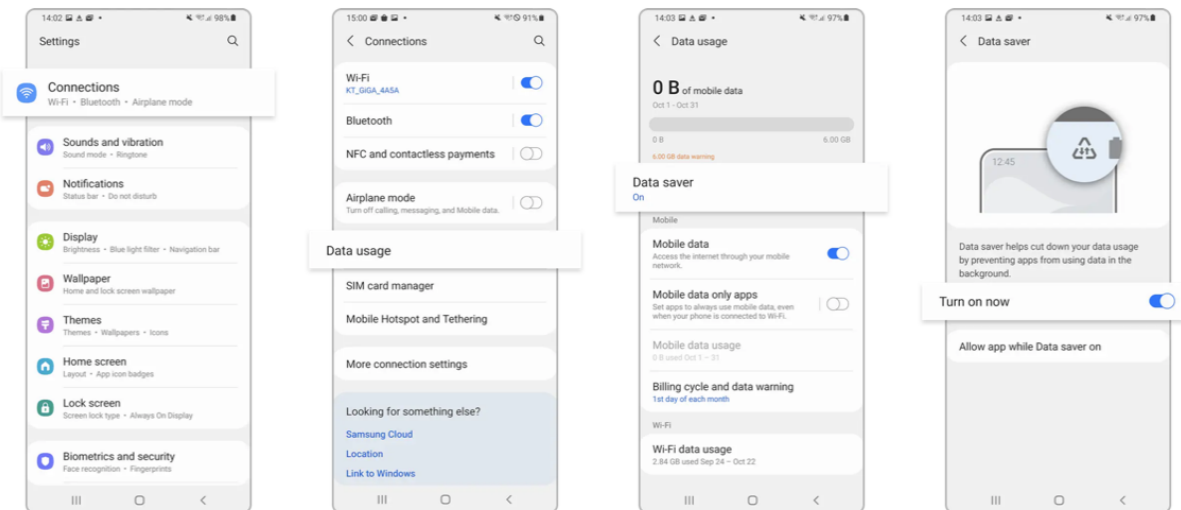 14:02
98%
Settings
Connections
Wi-Fi • Bluetooth • Airplane mode
Sounds and vibration
Sound mode • Ringtone
Notifications
Status bar • Do not disturb
Display
Brightness • Blue light filter • Navigation bar
Wallpaper
Home and lock screen wallpaper
Themes
Themes • Wallpapers • Icons
Home screen
Layout • App icon badges
Lock screen
Screen lock type • Always On Display
Biometrics and security
Face recognition • Fingerprints
15:00
91%
Connections
Wi-Fi
KT_GiGA_4A5A
Bluetooth
NFC and contactless payments
Airplane mode
Turn off calling, messaging, and Mobile data.
Data usage
SIM card manager
Mobile Hotspot and Tethering
More connection settings
Looking for something else?
Samsung Cloud
Location
Link to Windows
14:03
97%
Data usage
0 B of mobile data
Oct 1 - Oct 31
0 B 6.00 GB
6.00 GB data warning
Data saver
On
Mobile
Mobile data
Access the internet through your mobile
network.
Mobile data only apps
Set apps to always use mobile data, even
when your phone is connected to Wi-Fi.
Mobile data usage
0 B used Oct 1 – 31
Billing cycle and data warning
1st day of each month
Wi-Fi
Wi-Fi data usage
2.84 GB used Sep 24 – Oct 22
14:03
97%
Data saver
12:45
Data saver helps cut down your data usage
by preventing apps from using data in the
background.
Turn on now
Allow app while Data saver on